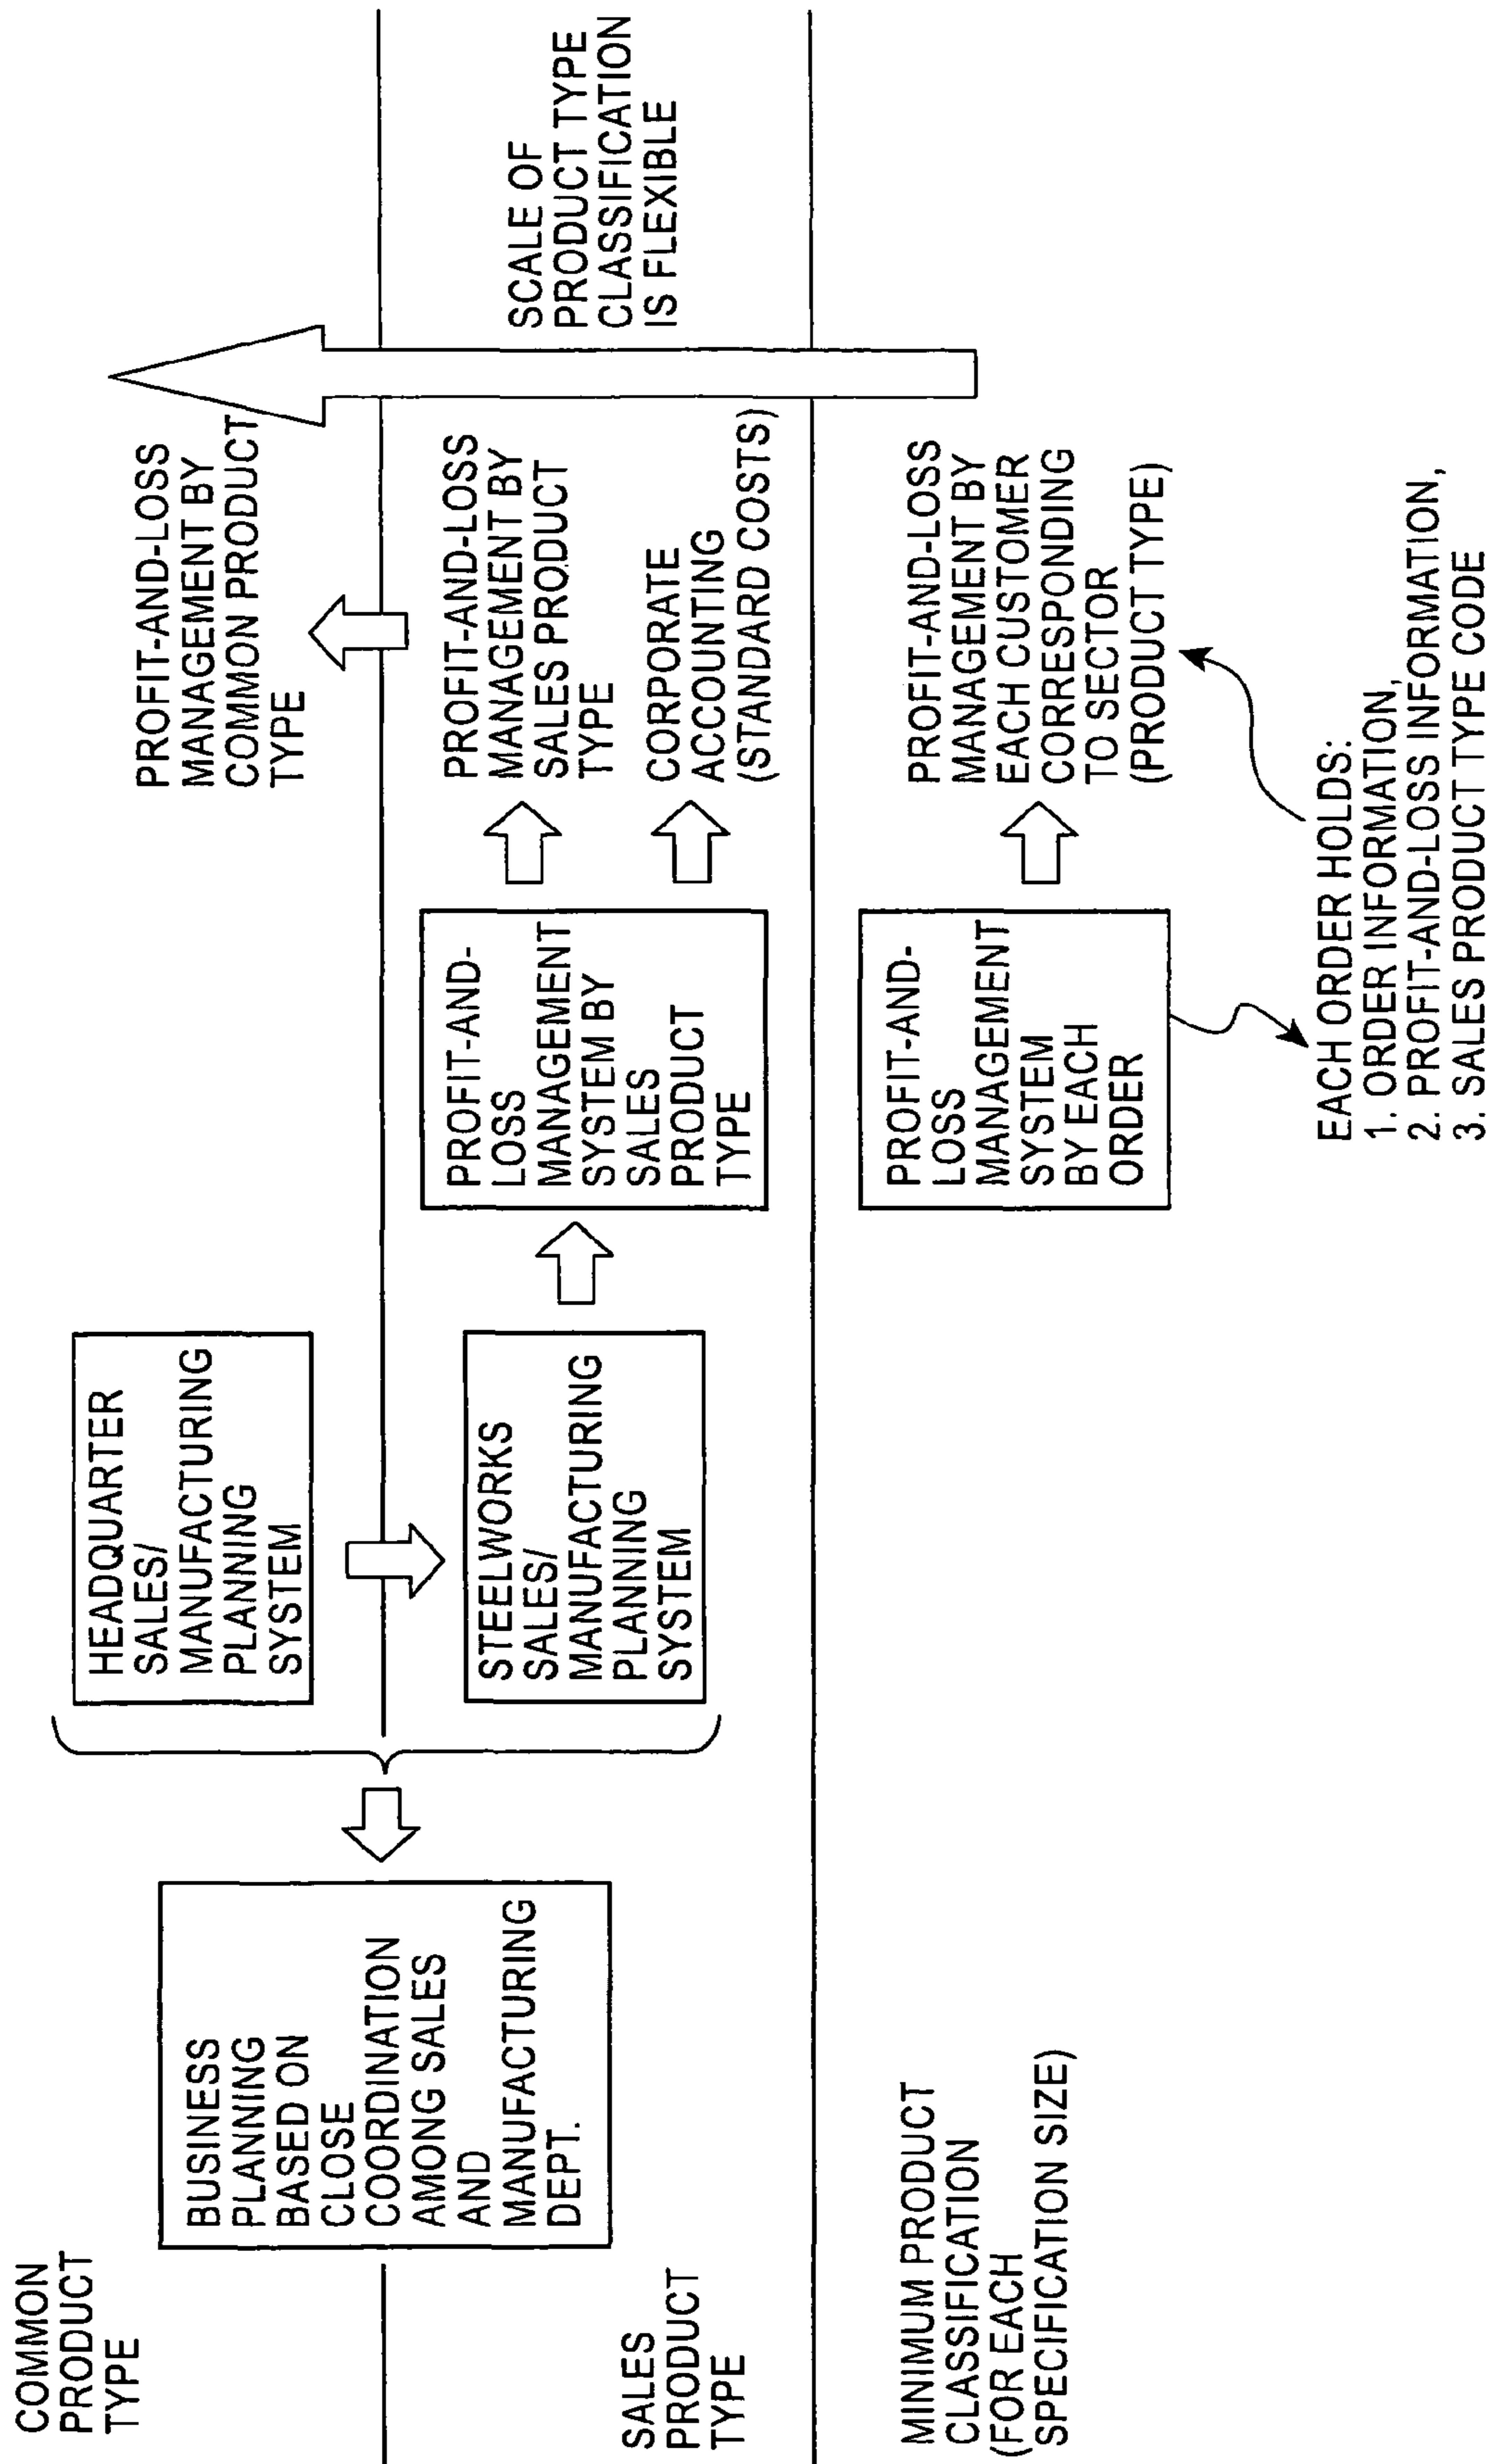 COMMON
PRODUCT
TYPE
SALES
PRODUCT
TYPE
MINIMUM PRODUCT
CLASSIFICATION
(FOR EACH
SPECIFICATION SIZE)
BUSINESS
PLANNING
BASED ON
CLOSE
COORDINATION
AMONG SALES
AND
MANUFACTURING
DEPT.
HEADQUARTER
SALES/
MANUFACTURING
PLANNING
SYSTEM
STEELWORKS
SALES/
MANUFACTURING
PLANNING
SYSTEM
PROFIT-AND-
LOSS
MANAGEMENT
SYSTEM BY
SALES
PRODUCT
TYPE
PROFIT-AND-
LOSS
MANAGEMENT
SYSTEM
BY EACH
ORDER
PROFIT-AND-LOSS
MANAGEMENT BY
COMMON PRODUCT
TYPE
PROFIT-AND-LOSS
MANAGEMENT BY
SALES PRODUCT
TYPE
CORPORATE
ACCOUNTING
(STANDARD COSTS)
PROFIT-AND-LOSS
MANAGEMENT BY
EACH CUSTOMER
CORRESPONDING
TO SECTOR
(PRODUCT TYPE)
EACH ORDER HOLDS:
1. ORDER INFORMATION,
2. PROFIT-AND-LOSS INFORMATION,
3. SALES PRODUCT TYPE CODE
SCALE OF
PRODUCT TYPE
CLASSIFICATION
IS FLEXIBLE